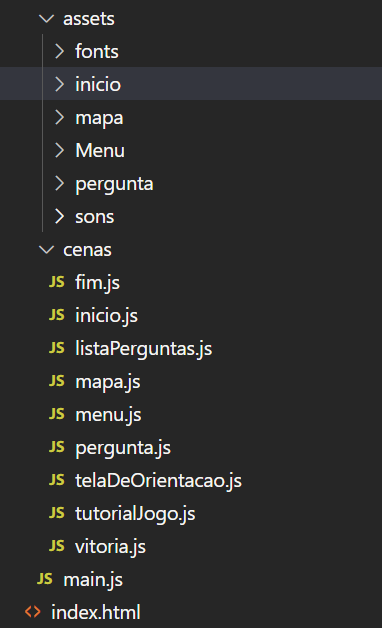 assets
fonts
inicio
mapa
Menu
pergunta
sons
cenas
JS fim.js
JS inicio.js
JS listaPerguntas.js
JS mapa.js
JS menu.js
JS pergunta.js
JS telaDeOrientacao.js
JS tutorialJogo.js
JS vitoria.js
JS main.js
<> index.html